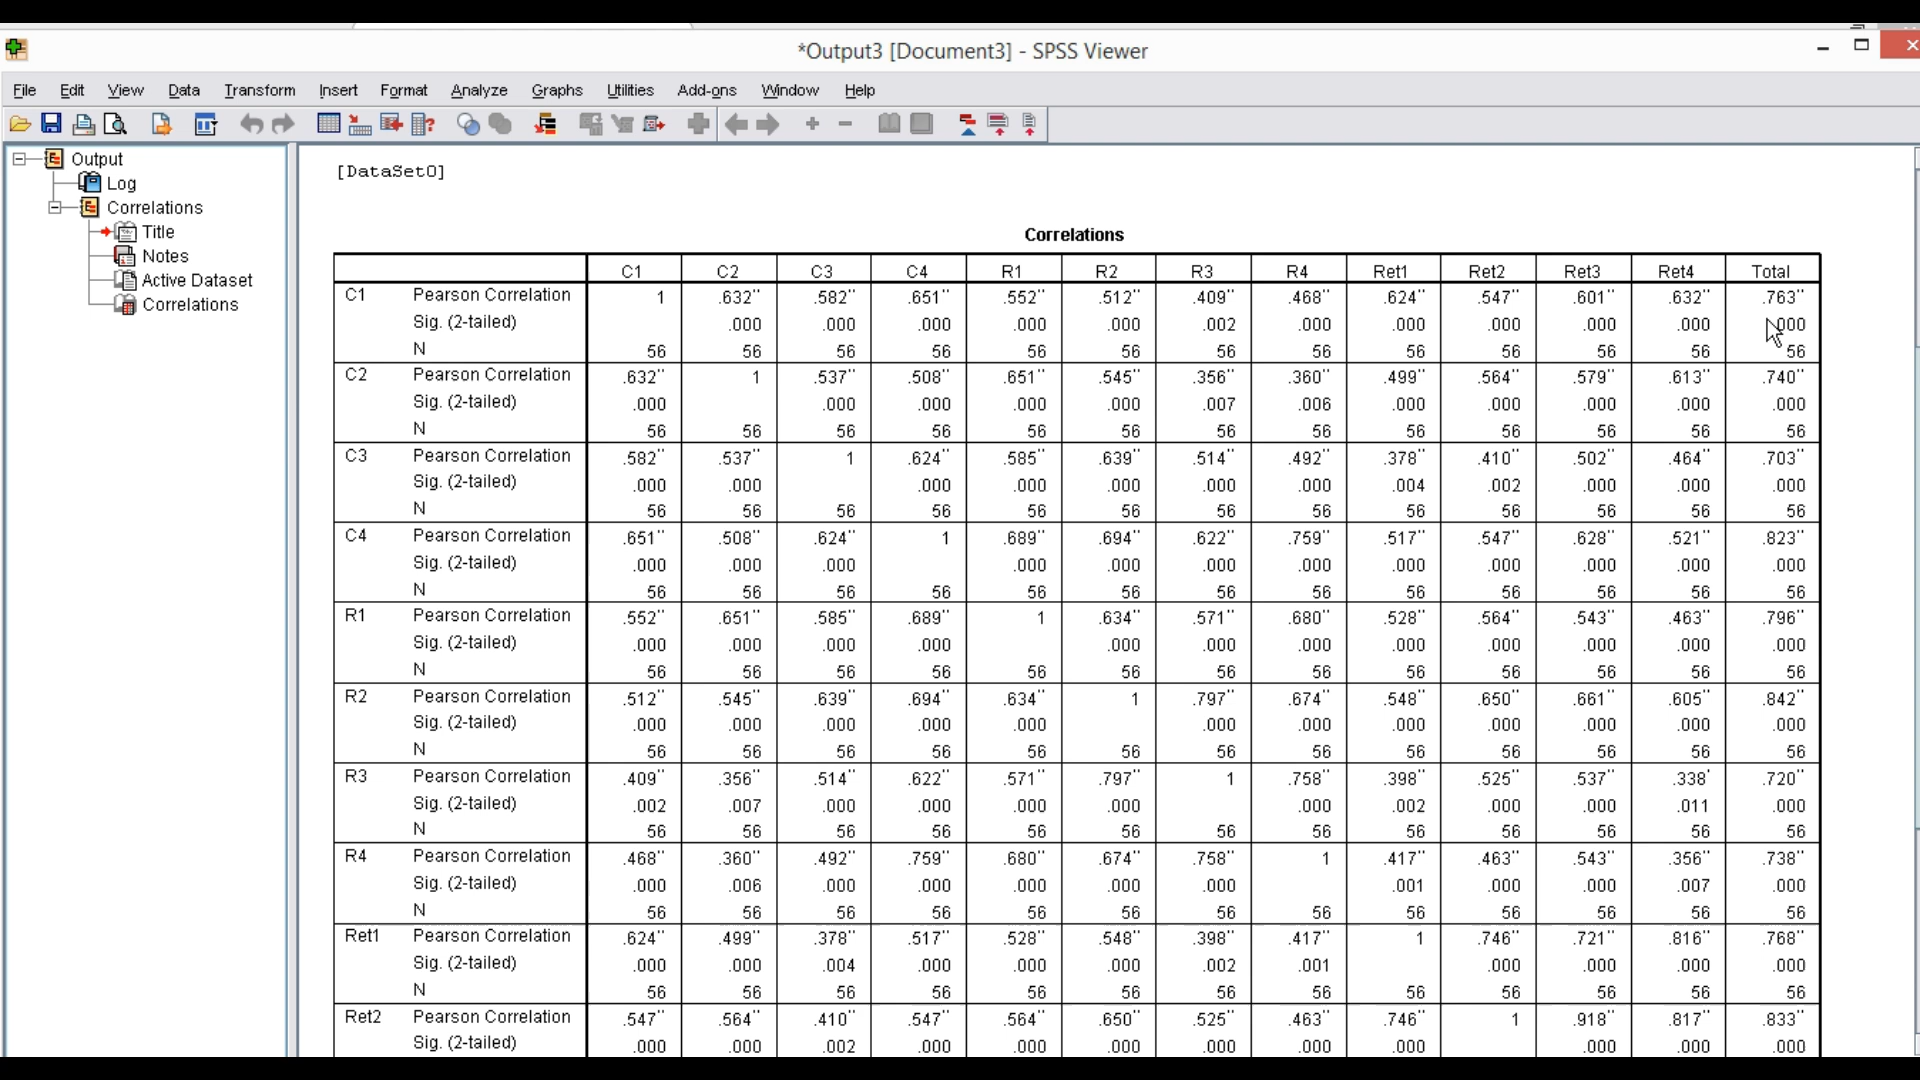 *Output3 [Document3] - SPSS Viewer
File Edit View Data Transform Insert Format Analyze Graphs Utilities Add-ons Window Help
Output
Log
Correlations
Title
Notes
Active Dataset
Correlations
[DataSet0]
Correlations
C1 C2 C3 C4 R1 R2 R3 R4 Ret1 Ret2 Ret3 Ret4 Total
C1 Pearson Correlation 1 .632** .582** .651** .552** .512** .409** .468** .624** .547** .601** .632** .763**
Sig. (2-tailed) .000 .000 .000 .000 .000 .002 .000 .000 .000 .000 .000 .000
N 56 56 56 56 56 56 56 56 56 56 56 56 56
C2 Pearson Correlation .632** 1 .537** .508** .651** .545** .356** .360** .499** .564** .579** .613** .740**
Sig. (2-tailed) .000 .000 .000 .000 .000 .007 .006 .000 .000 .000 .000 .000
N 56 56 56 56 56 56 56 56 56 56 56 56 56
C3 Pearson Correlation .582** .537** 1 .624** .585** .639** .514** .492** .378** .410** .502** .464** .703**
Sig. (2-tailed) .000 .000 .000 .000 .000 .000 .000 .004 .002 .000 .000 .000
N 56 56 56 56 56 56 56 56 56 56 56 56 56
C4 Pearson Correlation .651** .508** .624** 1 .689** .694** .622** .759** .517** .547** .628** .521** .823**
Sig. (2-tailed) .000 .000 .000 .000 .000 .000 .000 .000 .000 .000 .000 .000
N 56 56 56 56 56 56 56 56 56 56 56 56 56
R1 Pearson Correlation .552** .651** .585** .689** 1 .634** .571** .680** .528** .564** .543** .463** .796**
Sig. (2-tailed) .000 .000 .000 .000 .000 .000 .000 .000 .000 .000 .000 .000
N 56 56 56 56 56 56 56 56 56 56 56 56 56
R2 Pearson Correlation .512** .545** .639** .694** .634** 1 .797** .674** .548** .650** .661** .605** .842**
Sig. (2-tailed) .000 .000 .000 .000 .000 .000 .000 .000 .000 .000 .000 .000
N 56 56 56 56 56 56 56 56 56 56 56 56 56
R3 Pearson Correlation .409** .356** .514** .622** .571** .797** 1 .758** .398** .525** .537** .338* .720**
Sig. (2-tailed) .002 .007 .000 .000 .000 .000 .000 .002 .000 .000 .011 .000
N 56 56 56 56 56 56 56 56 56 56 56 56 56
R4 Pearson Correlation .468** .360** .492** .759** .680** .674** .758** 1 .417** .463** .543** .356** .738**
Sig. (2-tailed) .000 .006 .000 .000 .000 .000 .000 .001 .000 .000 .007 .000
N 56 56 56 56 56 56 56 56 56 56 56 56 56
Ret1 Pearson Correlation .624** .499** .378** .517** .528** .548** .398** .417** 1 .746** .721** .816** .768**
Sig. (2-tailed) .000 .000 .004 .000 .000 .000 .002 .001 .000 .000 .000 .000
N 56 56 56 56 56 56 56 56 56 56 56 56 56
Ret2 Pearson Correlation .547** .564** .410** .547** .564** .650** .525** .463** .746** 1 .918** .817** .833**
Sig. (2-tailed) .000 .000 .002 .000 .000 .000 .000 .000 .000 .000 .000 .000